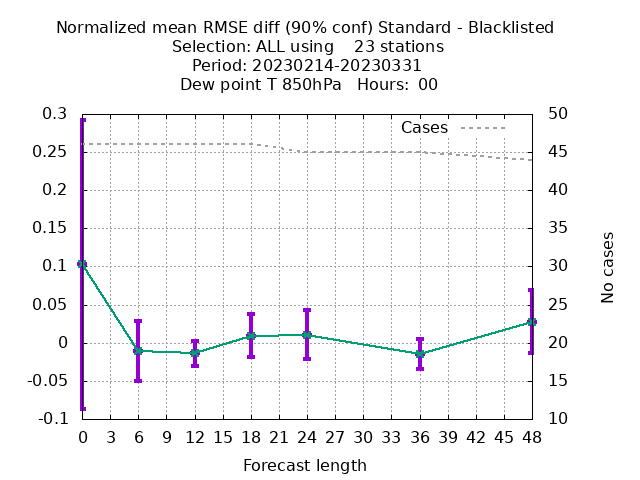 Normalized mean RMSE diff (90% conf) Standard - Blacklisted
Selection: ALL using    23 stations
Period: 20230214-20230331
Dew point T 850hPa   Hours:  00
Cases
0.3
0.25
0.2
0.15
0.1
0.05
0
-0.05
-0.1
50
45
40
35
30
25
20
15
10
No cases
0 3 6 9 12 15 18 21 24 27 30 33 36 39 42 45 48
Forecast length